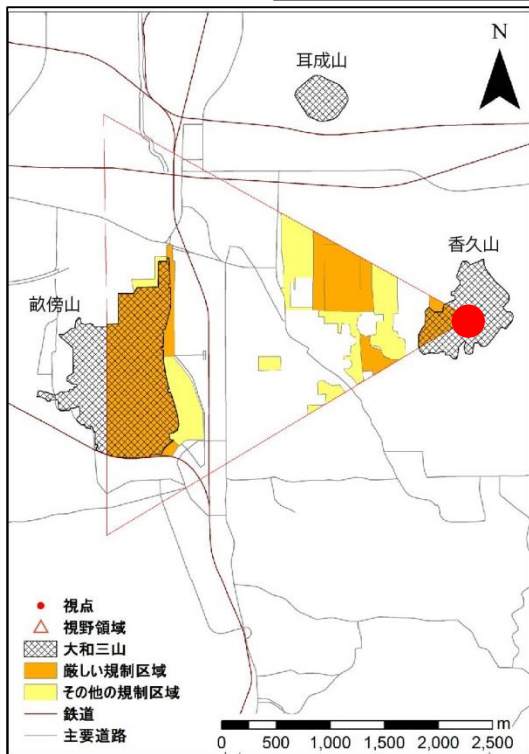 耳成山
N
香久山
畝傍山
視点
視野領域
大和三山
厳しい規制区域
その他の規制区域
鉄道
主要道路
m
0 500 1,000 1,500 2,000 2,500